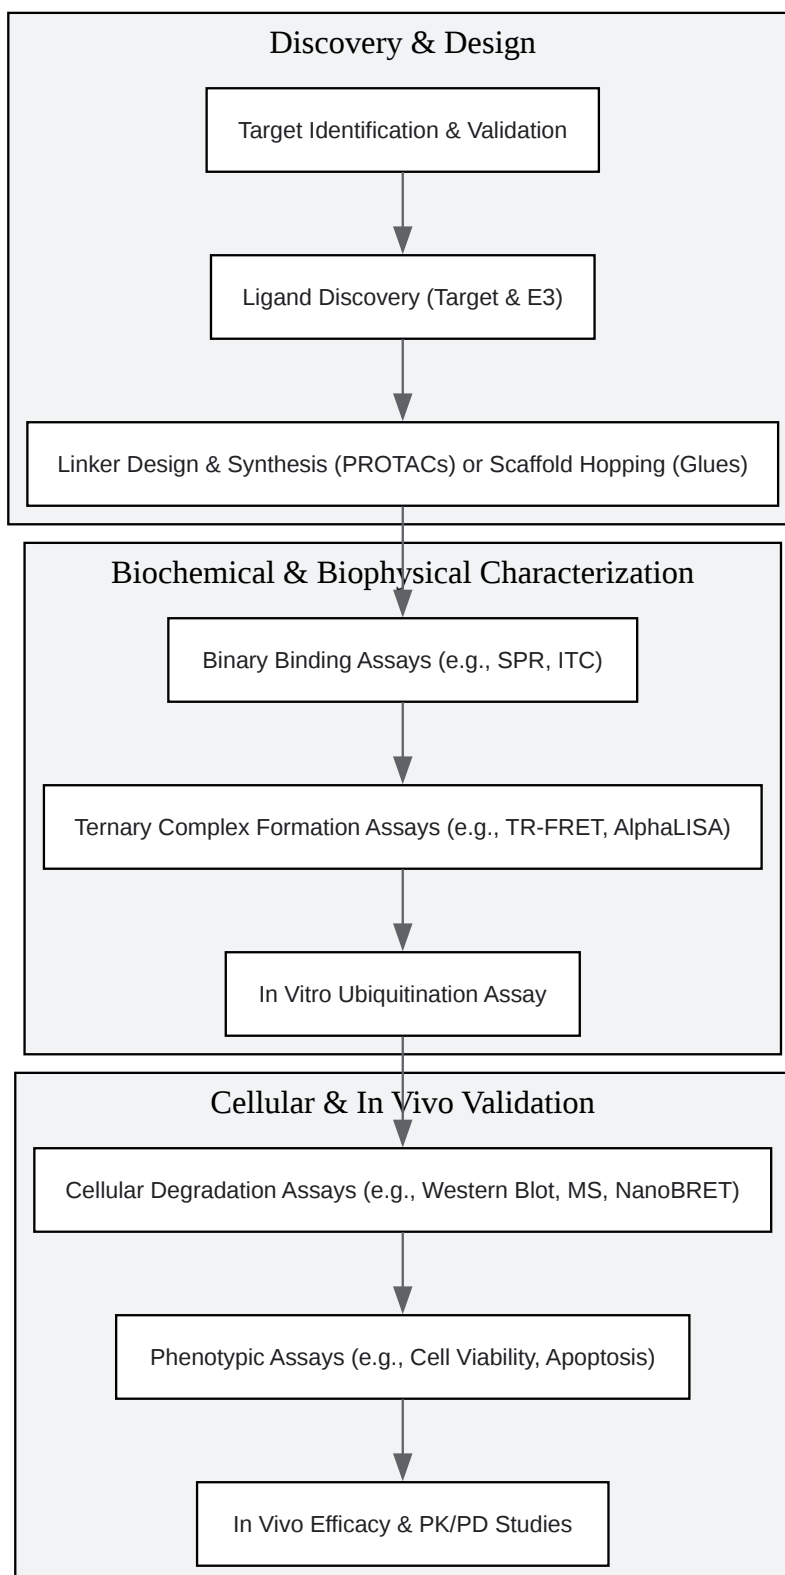 Discovery & Design
Target Identification & Validation
Ligand Discovery (Target & E3)
Linker Design & Synthesis (PROTACs) or Scaffold Hopping (Glues)
Biochemical & Biophysical Characterization
Binary Binding Assays (e.g., SPR, ITC)
Ternary Complex Formation Assays (e.g., TR-FRET, AlphaLISA)
In Vitro Ubiquitination Assay
Cellular & In Vivo Validation
Cellular Degradation Assays (e.g., Western Blot, MS, NanoBRET)
Phenotypic Assays (e.g., Cell Viability, Apoptosis)
In Vivo Efficacy & PK/PD Studies